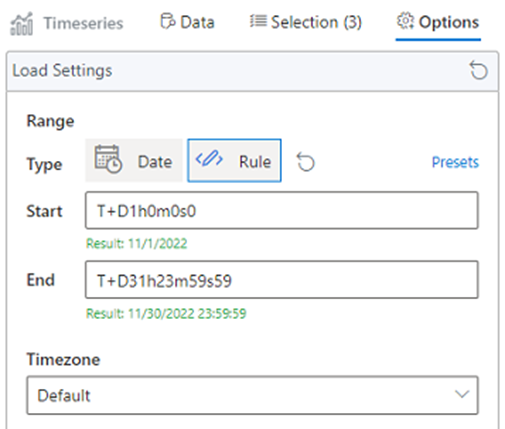 Timeseries Data Selection (3) Options
Load Settings
Range
Type Date Rule Presets
Start T+D1h0m0s0
Result: 11/1/2022
End T+D31h23m59s59
Result: 11/30/2022 23:59:59
Timezone
Default